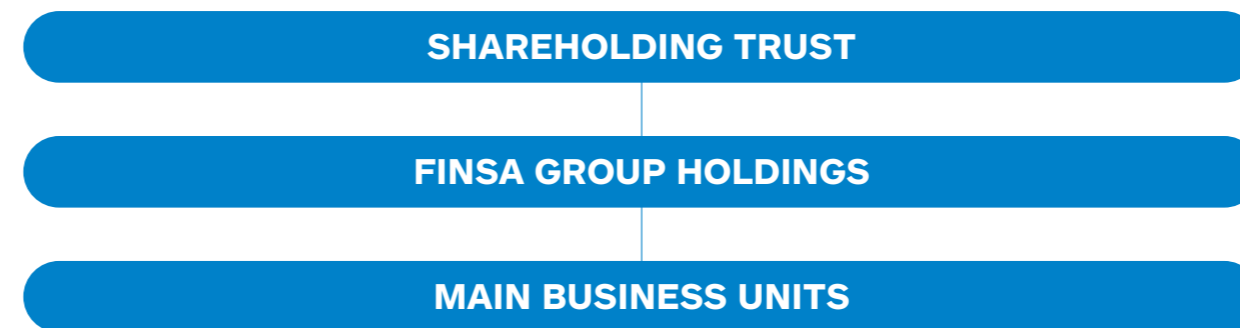 SHAREHOLDING TRUST
FINSA GROUP HOLDINGS
MAIN BUSINESS UNITS